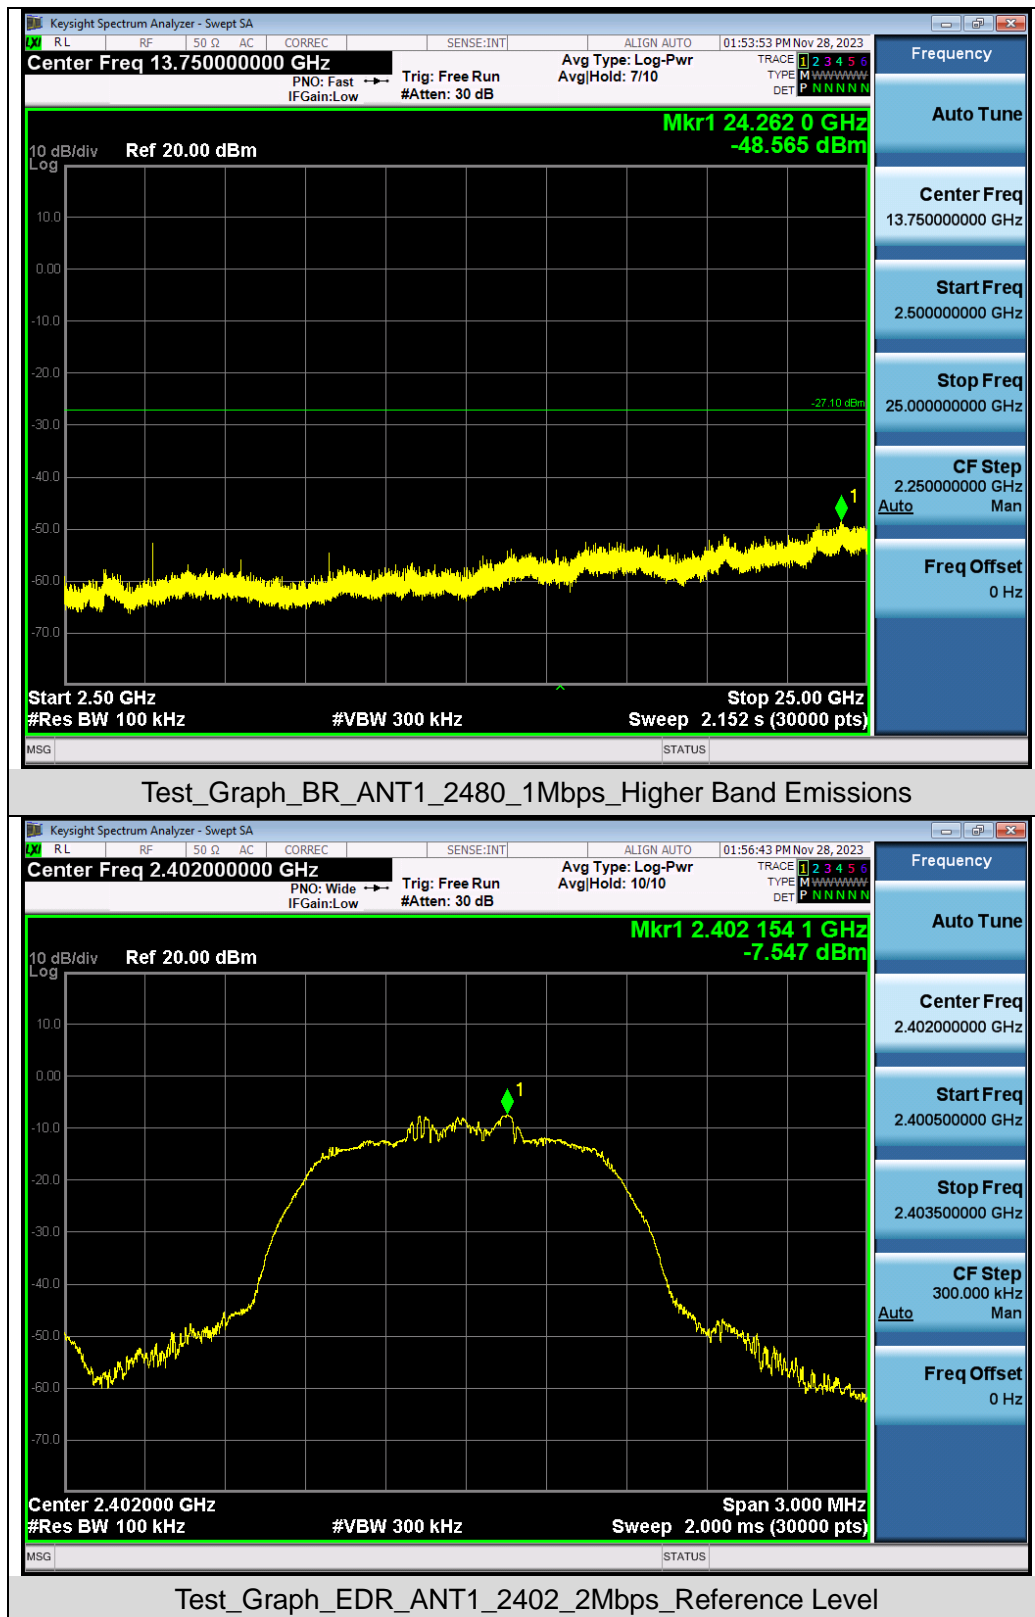 Keysight Spectrum Analyzer - Swept SA
LXI RL RF 50 Ω AC CORREC SENSE:INT ALIGN AUTO 01:53:53 PM Nov 28, 2023
Center Freq 13.750000000 GHz
PNO: Fast
IFGain:Low
Trig: Free Run
#Atten: 30 dB
Avg Type: Log-Pwr
Avg|Hold: 7/10
TRACE 1 2 3 4 5 6
TYPE M WWWWW
DET P N N N N N
Mkr1 24.262 0 GHz
-48.565 dBm
10 dB/div Ref 20.00 dBm
Log
10.0
0.00
-10.0
-20.0
-27.10 dBm
-30.0
-40.0
1
-50.0
-60.0
-70.0
Start 2.50 GHz Stop 25.00 GHz
#Res BW 100 kHz #VBW 300 kHz Sweep 2.152 s (30000 pts)
MSG STATUS
Frequency
Auto Tune
Center Freq
13.750000000 GHz
Start Freq
2.500000000 GHz
Stop Freq
25.000000000 GHz
CF Step
2.250000000 GHz
Auto Man
Freq Offset
0 Hz
Test_Graph_BR_ANT1_2480_1Mbps_Higher Band Emissions
Keysight Spectrum Analyzer - Swept SA
LXI RL RF 50 Ω AC CORREC SENSE:INT ALIGN AUTO 01:56:43 PM Nov 28, 2023
Center Freq 2.402000000 GHz
PNO: Wide
IFGain:Low
Trig: Free Run
#Atten: 30 dB
Avg Type: Log-Pwr
Avg|Hold: 10/10
TRACE 1 2 3 4 5 6
TYPE M WWWWW
DET P N N N N N
Mkr1 2.402 154 1 GHz
-7.547 dBm
10 dB/div Ref 20.00 dBm
Log
10.0
0.00
1
-10.0
-20.0
-30.0
-40.0
-50.0
-60.0
-70.0
Center 2.402000 GHz Span 3.000 MHz
#Res BW 100 kHz #VBW 300 kHz Sweep 2.000 ms (30000 pts)
MSG STATUS
Frequency
Auto Tune
Center Freq
2.402000000 GHz
Start Freq
2.400500000 GHz
Stop Freq
2.403500000 GHz
CF Step
300.000 kHz
Auto Man
Freq Offset
0 Hz
Test_Graph_EDR_ANT1_2402_2Mbps_Reference Level